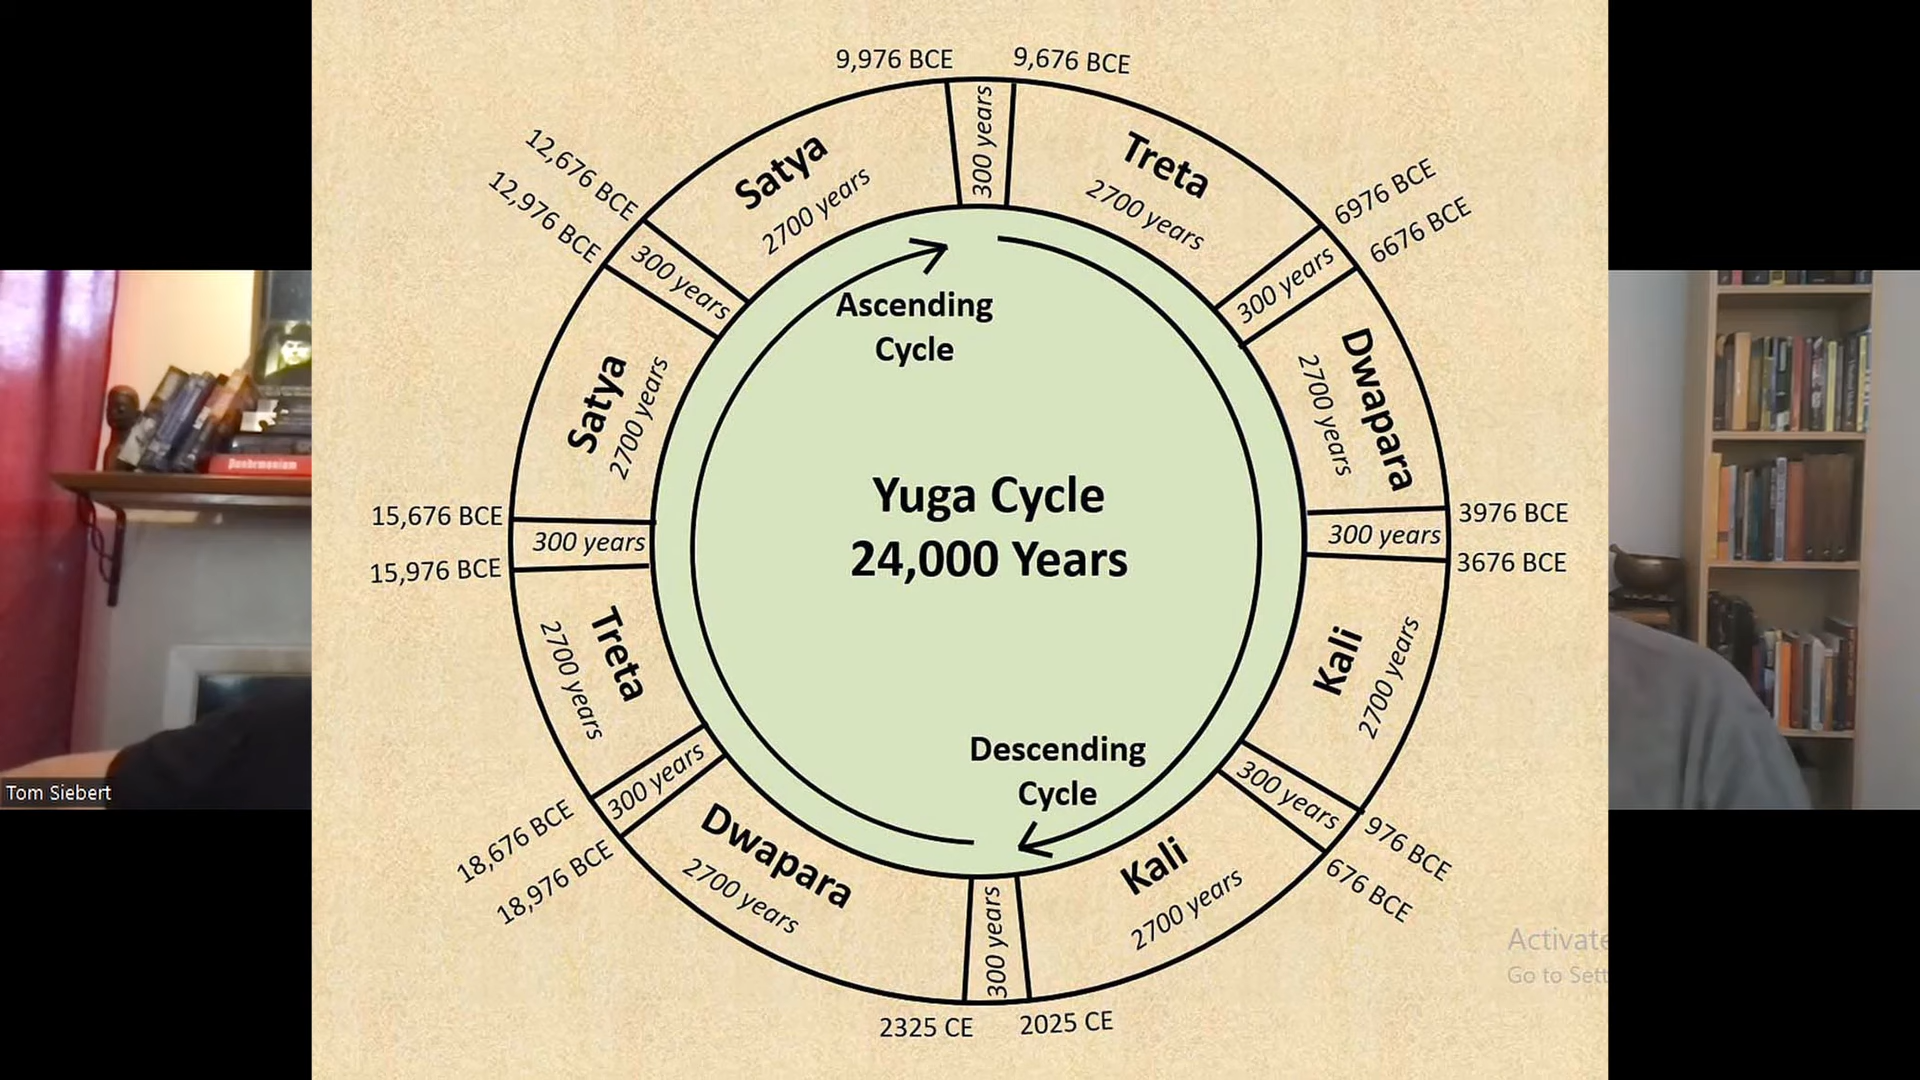 9,976 BCE
9,676 BCE
12,676 BCE
12,976 BCE
Satya
2700 years
300 years
Treta
2700 years
6976 BCE
6676 BCE
300 years
300 years
Ascending
Cycle
Satya
2700 years
Dwapara
2700 years
Yuga Cycle
24,000 Years
15,676 BCE
300 years
15,976 BCE
3976 BCE
300 years
3676 BCE
Treta
2700 years
Kali
2700 years
Descending
Cycle
300 years
300 years
18,676 BCE
18,976 BCE
Dwapara
2700 years
300 years
Kali
2700 years
976 BCE
676 BCE
2325 CE
2025 CE
Pandemonium
Tom Siebert
Activate
Go to Sett